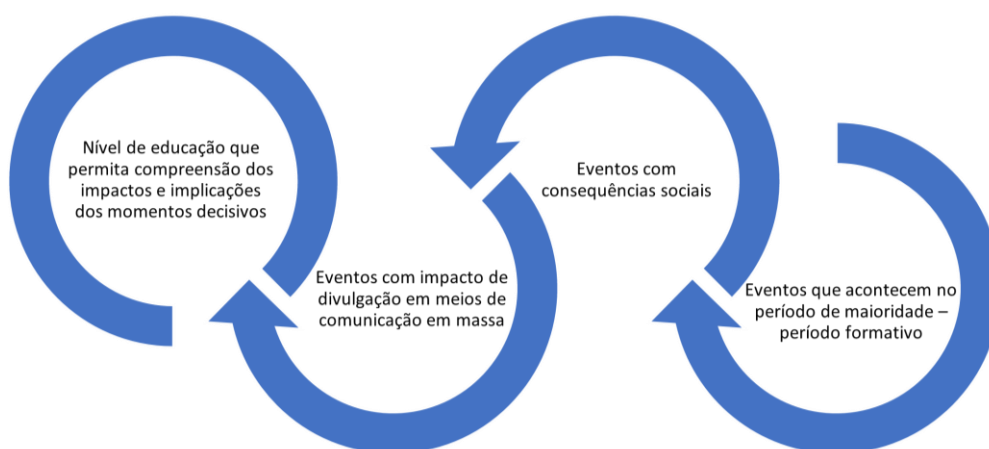 Nível de educação que
permita compreensão dos
impactos e implicações
dos momentos decisivos
Eventos com impacto de
divulgação em meios de
comunicação em massa
Eventos com
consequências sociais
Eventos que acontecem no
período de maioridade –
período formativo